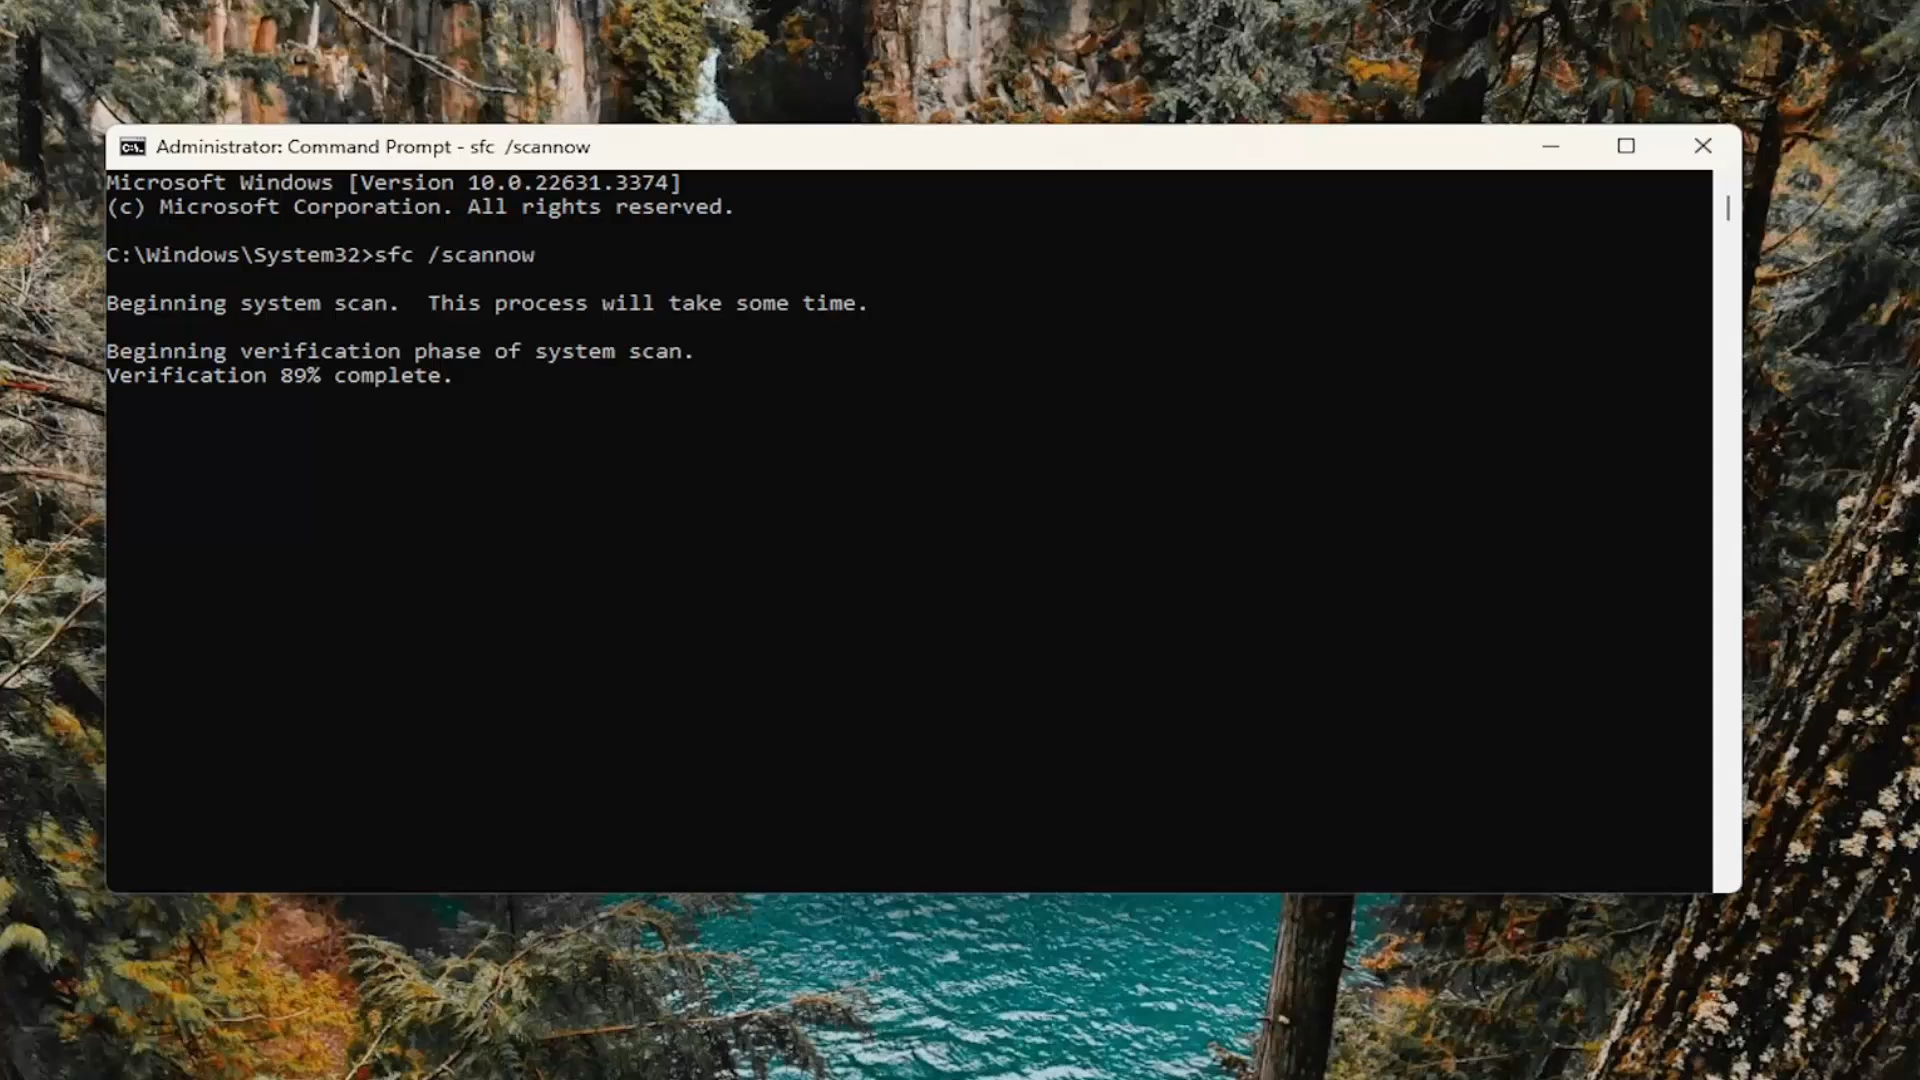 Administrator: Command Prompt - sfc  /scannow
Microsoft Windows [Version 10.0.22631.3374]
(c) Microsoft Corporation. All rights reserved.
C:\Windows\System32>sfc /scannow
Beginning system scan.  This process will take some time.
Beginning verification phase of system scan.
Verification 89% complete.